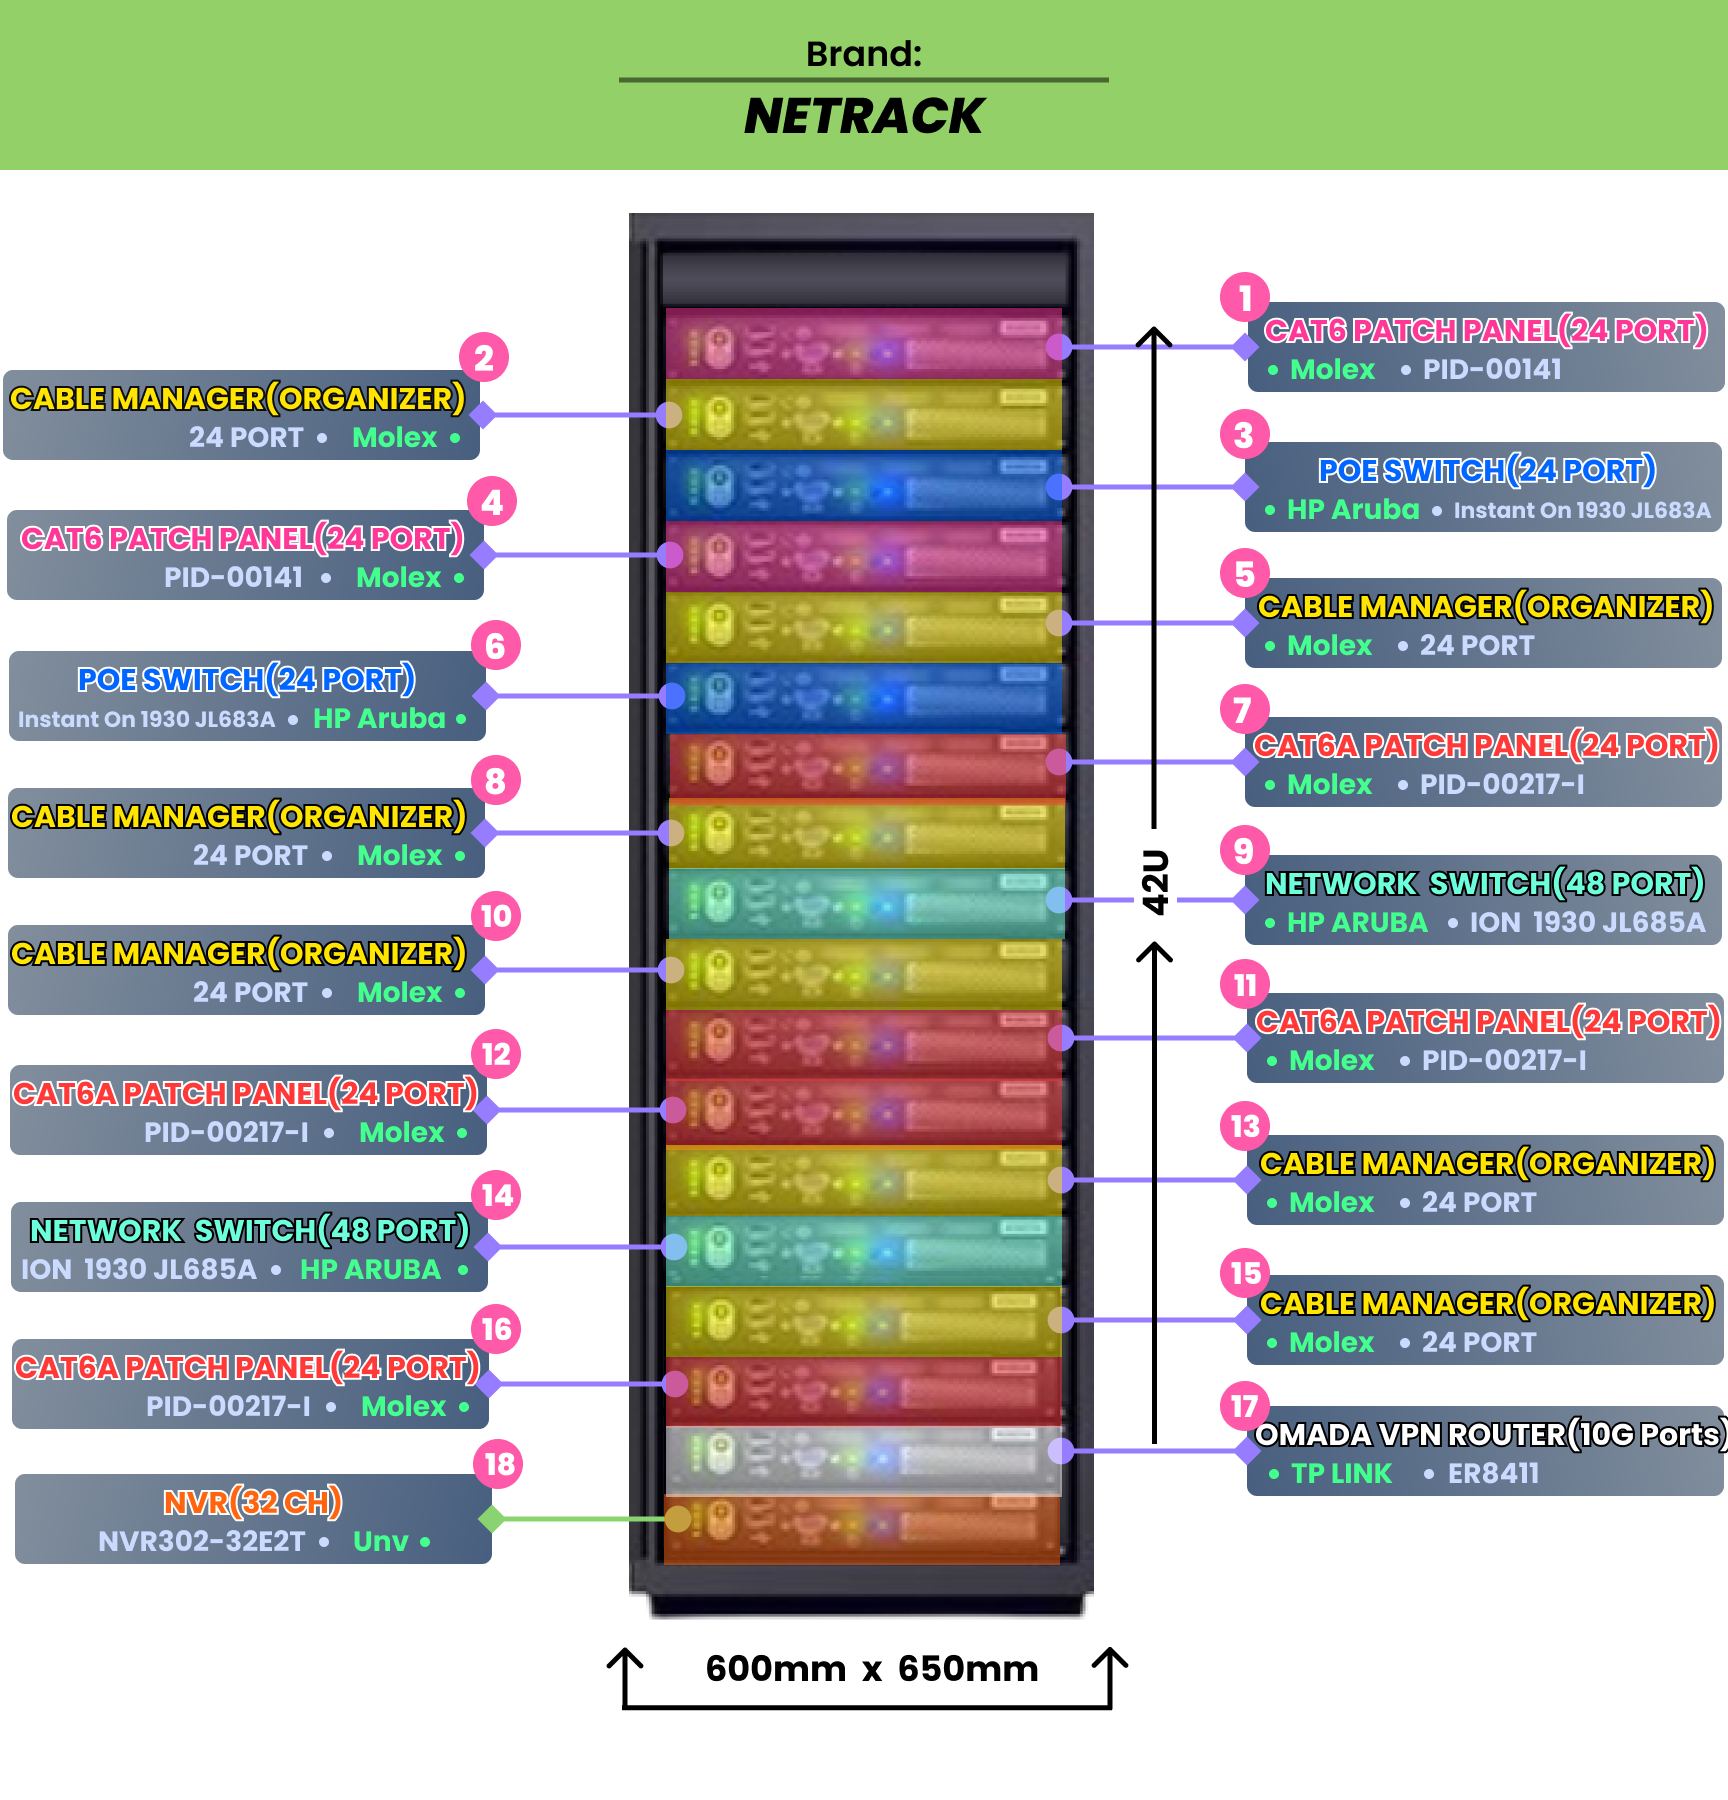 Brand:
NETRACK
1
CAT6 PATCH PANEL(24 PORT)
• Molex • PID-00141
2
CABLE MANAGER(ORGANIZER)
24 PORT • Molex •
3
POE SWITCH(24 PORT)
• HP Aruba • Instant On 1930 JL683A
4
CAT6 PATCH PANEL(24 PORT)
PID-00141 • Molex •
5
CABLE MANAGER(ORGANIZER)
• Molex • 24 PORT
6
POE SWITCH(24 PORT)
Instant On 1930 JL683A • HP Aruba •
7
CAT6A PATCH PANEL(24 PORT)
• Molex • PID-00217-I
8
CABLE MANAGER(ORGANIZER)
24 PORT • Molex •
42U
9
NETWORK SWITCH(48 PORT)
• HP ARUBA • ION 1930 JL685A
10
CABLE MANAGER(ORGANIZER)
24 PORT • Molex •
11
CAT6A PATCH PANEL(24 PORT)
• Molex • PID-00217-I
12
CAT6A PATCH PANEL(24 PORT)
PID-00217-I • Molex •
13
CABLE MANAGER(ORGANIZER)
• Molex • 24 PORT
14
NETWORK SWITCH(48 PORT)
ION 1930 JL685A • HP ARUBA •
15
CABLE MANAGER(ORGANIZER)
• Molex • 24 PORT
16
CAT6A PATCH PANEL(24 PORT)
PID-00217-I • Molex •
17
OMADA VPN ROUTER(10G Ports)
• TP LINK • ER8411
18
NVR(32 CH)
NVR302-32E2T • Unv •
600mm x 650mm